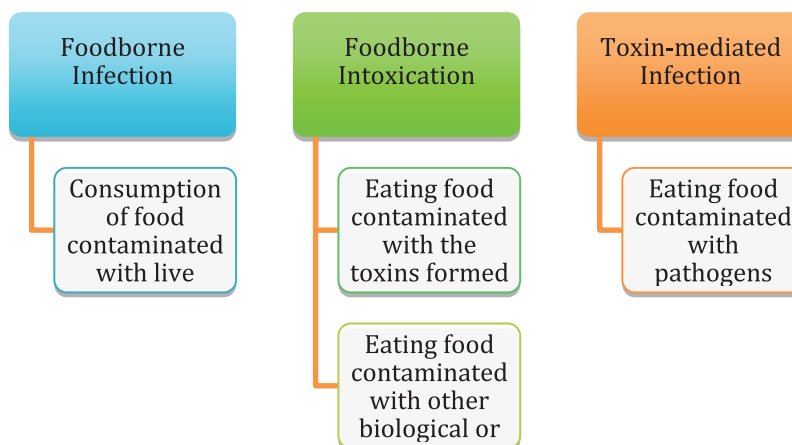 Foodborne
Infection
Consumption
of food
contaminated
with live
Foodborne
Intoxication
Eating food
contaminated
with the
toxins formed
Eating food
contaminated
with other
biological or
Toxin-mediated
Infection
Eating food
contaminated
with
pathogens